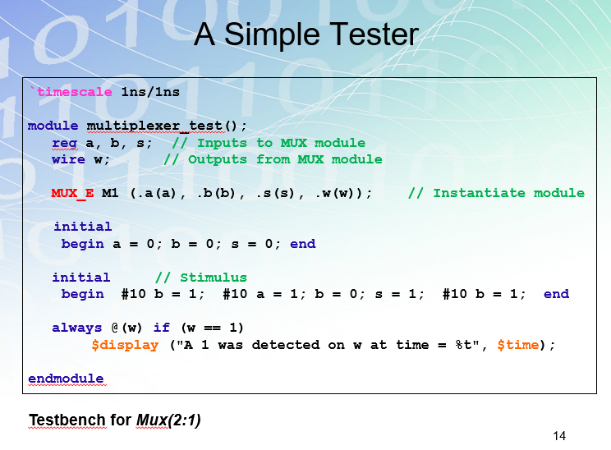 A Simple Tester
`timescale 1ns/1ns
module multiplexer_test();
reg a, b, s;  // Inputs to MUX module
wire w;  // Outputs from MUX module
MUX_E M1 (.a(a), .b(b), .s(s), .w(w));  // Instantiate module
initial
begin a = 0; b = 0; s = 0; end
initial  // Stimulus
begin  #10 b = 1;  #10 a = 1; b = 0; s = 1;  #10 b = 1;  end
always @(w) if (w == 1)
$display ("A 1 was detected on w at time = %t", $time);
endmodule
Testbench for Mux(2:1)
14